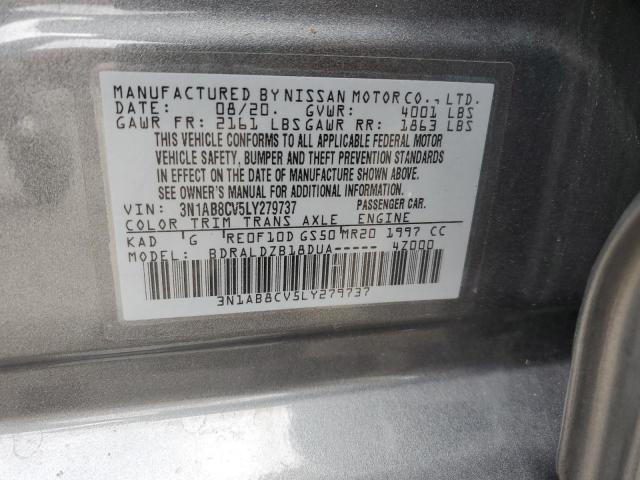 MANUFACTURED BY NISSAN MOTOR CO., LTD.
DATE: 08/20. GVWR: 4001 LBS
GAWR FR: 2161 LBS GAWR RR: 1863 LBS
THIS VEHICLE CONFORMS TO ALL APPLICABLE FEDERAL MOTOR
VEHICLE SAFETY, BUMPER AND THEFT PREVENTION STANDARDS
IN EFFECT ON THE DATE OF MANUFACTURE SHOWN ABOVE.
SEE OWNER'S MANUAL FOR ADDITIONAL INFORMATION.
VIN: 3N1AB8CV5LY279737 PASSENGER CAR.
COLOR TRIM TRANS AXLE ENGINE
KAD G RE0F10D GS50 MR20 1997 CC
MODEL: BDRALDZB18DUA----- 4Z000
3N1AB8CV5LY279737